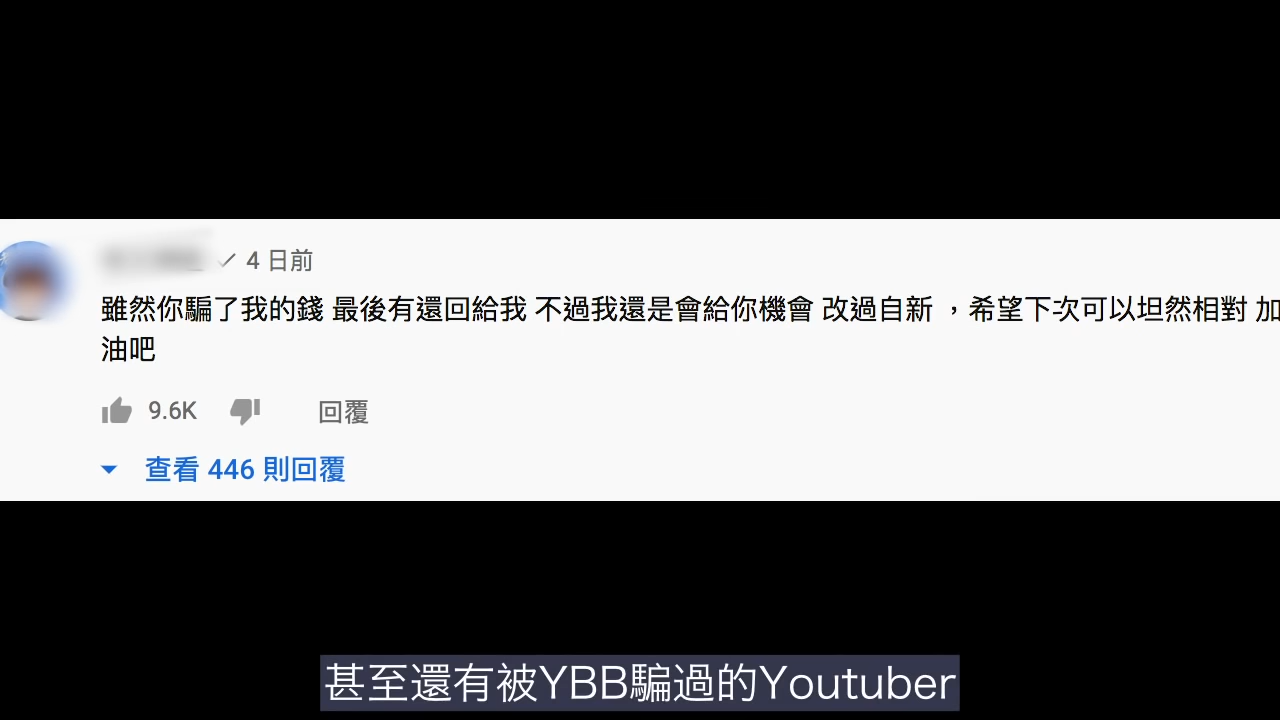 4 日前
雖然你騙了我的錢 最後有還回給我 不過我還是會給你機會 改過自新 ，希望下次可以坦然相對 加
油吧
9.6K 回覆
查看 446 則回覆
甚至還有被YBB騙過的Youtuber